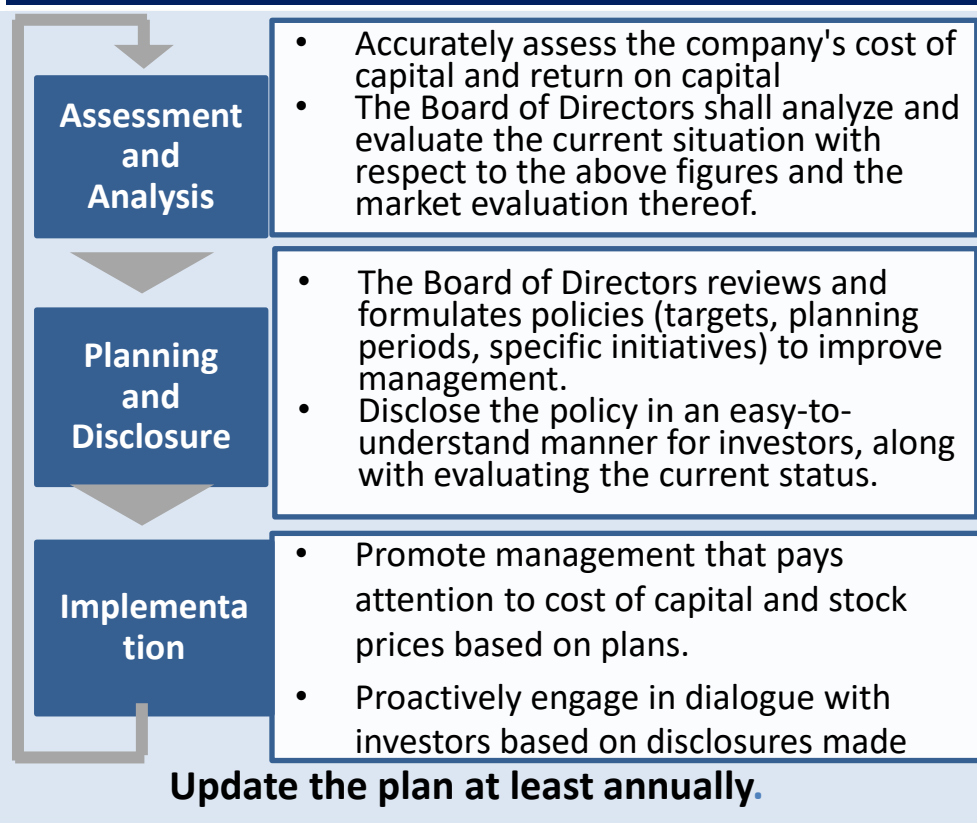 Assessment
and
Analysis
• Accurately assess the company's cost of
capital and return on capital
• The Board of Directors shall analyze and
evaluate the current situation with
respect to the above figures and the
market evaluation thereof.
Planning
and
Disclosure
• The Board of Directors reviews and
formulates policies (targets, planning
periods, specific initiatives) to improve
management.
• Disclose the policy in an easy-to-
understand manner for investors, along
with evaluating the current status.
Implementa
tion
• Promote management that pays
attention to cost of capital and stock
prices based on plans.
• Proactively engage in dialogue with
investors based on disclosures made
Update the plan at least annually.